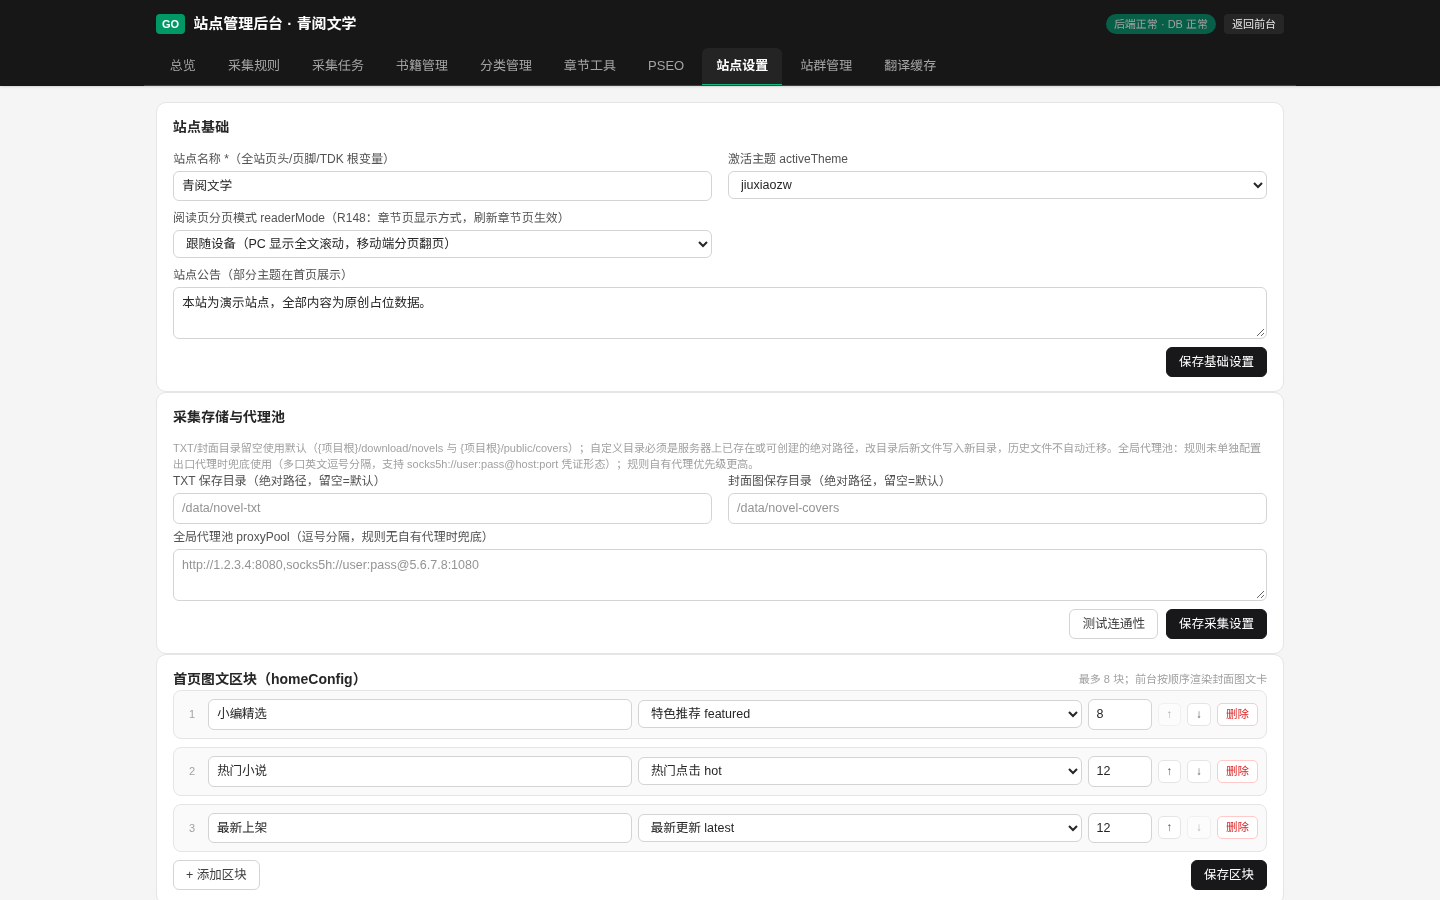 GO 站点管理后台 · 青阅文学
后端正常 · DB 正常 返回前台
总览 采集规则 采集任务 书籍管理 分类管理 章节工具 PSEO 站点设置 站群管理 翻译缓存
站点基础
站点名称 *（全站页头/页脚/TDK 根变量） 激活主题 activeTheme
青阅文学 jiuxiaozw
阅读页分页模式 readerMode（R148：章节页显示方式，刷新章节页生效）
跟随设备（PC 显示全文滚动，移动端分页翻页）
站点公告（部分主题在首页展示）
本站为演示站点，全部内容为原创占位数据。
保存基础设置
采集存储与代理池
TXT/封面目录留空使用默认（{项目根}/download/novels 与 {项目根}/public/covers）；自定义目录必须是服务器上已存在或可创建的绝对路径，改目录后新文件写入新目录，历史文件不自动迁移。全局代理池：规则未单独配置
出口代理时兜底使用（多口英文逗号分隔，支持 socks5h://user:pass@host:port 凭证形态）；规则自有代理优先级更高。
TXT 保存目录（绝对路径，留空=默认） 封面图保存目录（绝对路径，留空=默认）
/data/novel-txt /data/novel-covers
全局代理池 proxyPool（逗号分隔，规则无自有代理时兜底）
http://1.2.3.4:8080,socks5h://user:pass@5.6.7.8:1080
测试连通性 保存采集设置
首页图文区块（homeConfig） 最多 8 块；前台按顺序渲染封面图文卡
1 小编精选 特色推荐 featured 8 ↑ ↓ 删除
2 热门小说 热门点击 hot 12 ↑ ↓ 删除
3 最新上架 最新更新 latest 12 ↑ ↓ 删除
+ 添加区块 保存区块